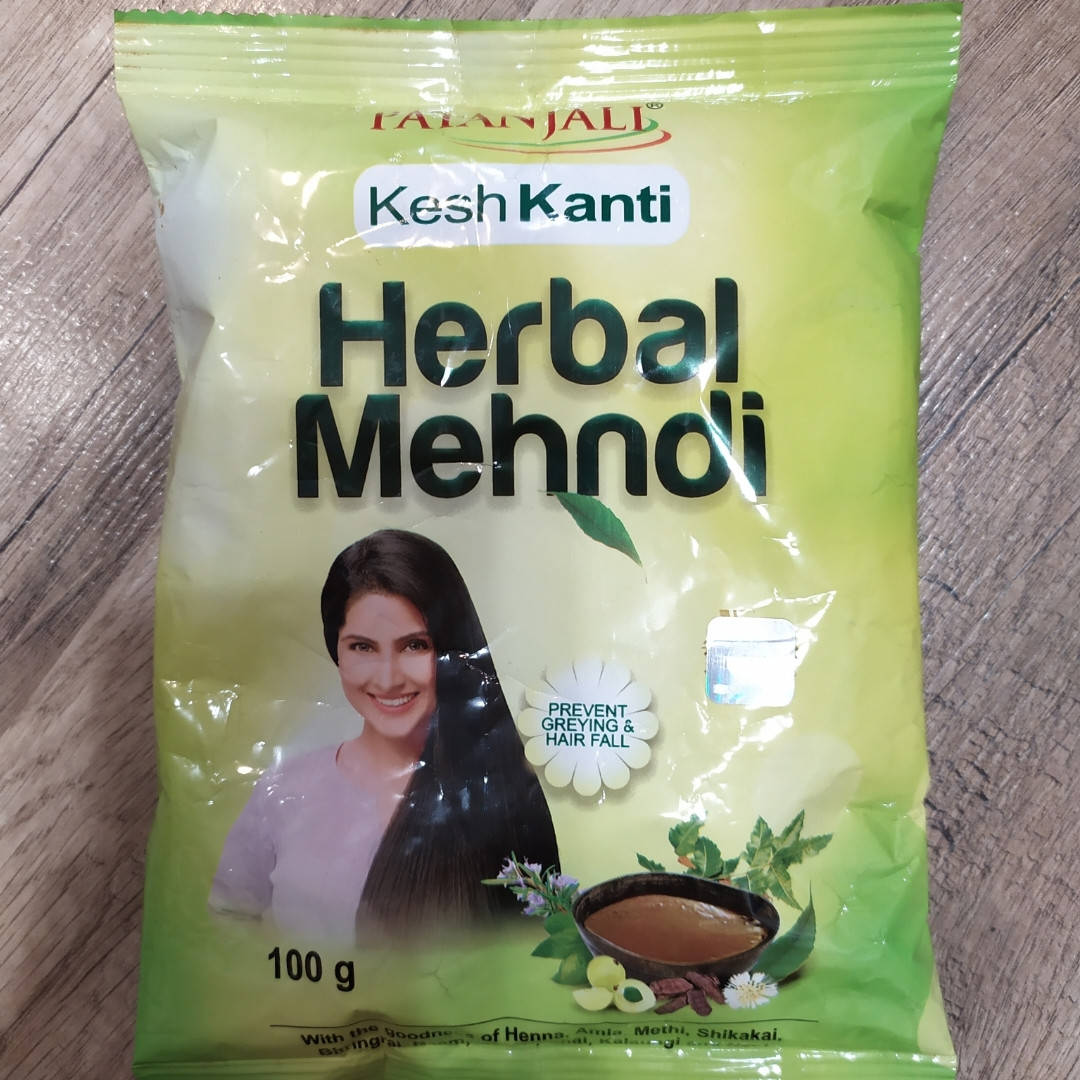 PATANJALI®
Kesh Kanti
Herbal
Mehndi
PREVENT
GREYING &
HAIR FALL
100 g
With the goodness of Henna, Amla, Methi, Shikakai,